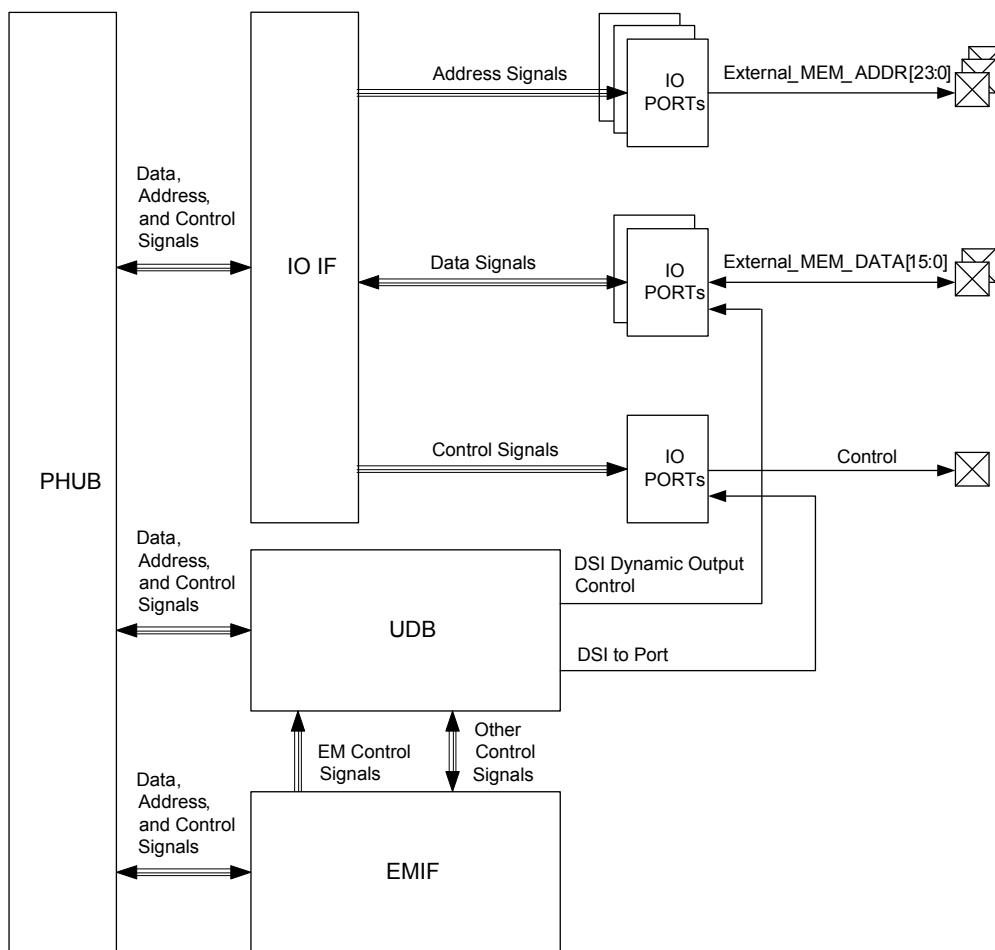 Address Signals
IO
PORTs
External_MEM_ADDR[23:0]
Data,
Address,
and Control
Signals
IO IF
Data Signals
IO
PORTs
External_MEM_DATA[15:0]
Control Signals
IO
PORTs
Control
PHUB
Data,
Address,
and Control
Signals
UDB
DSI Dynamic Output
Control
DSI to Port
EM Control
Signals
Other
Control
Signals
Data,
Address,
and Control
Signals
EMIF